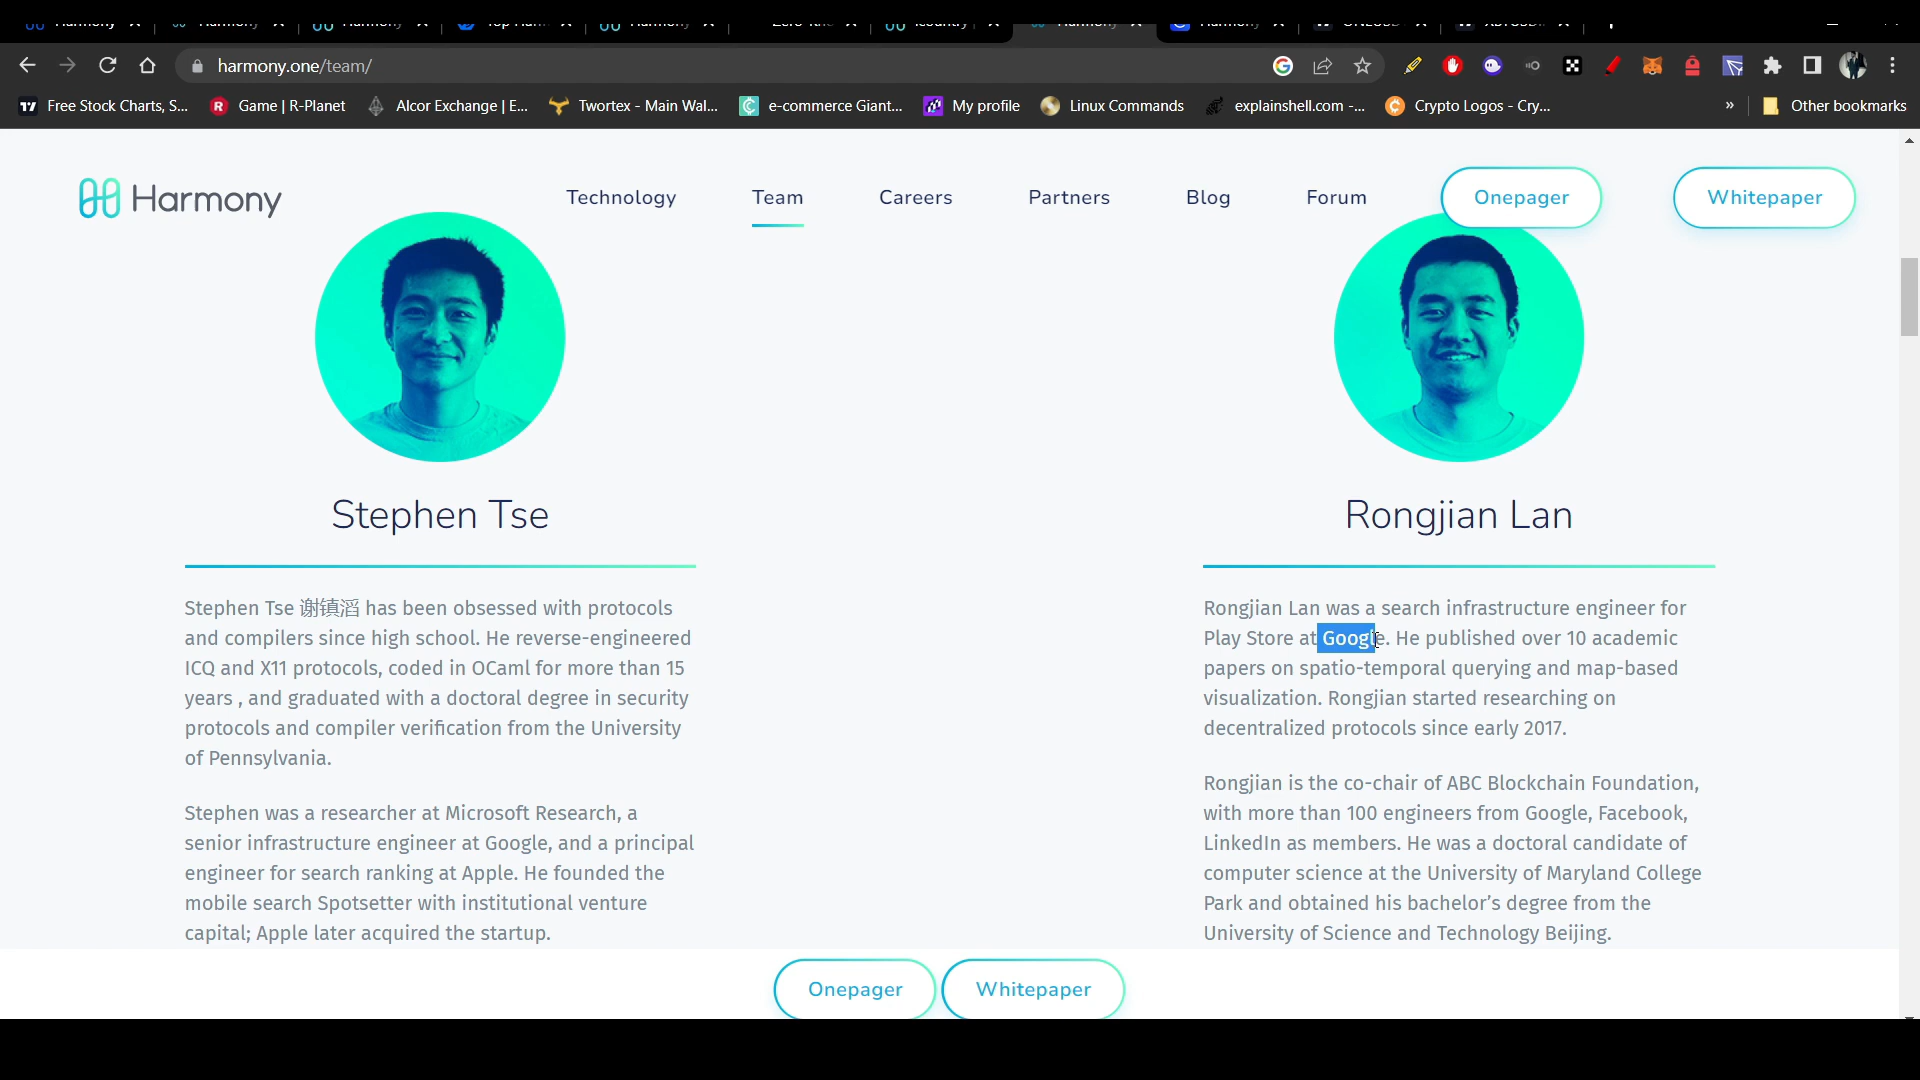 harmony.one/team/
Free Stock Charts, S... Game | R-Planet Alcor Exchange | E... Twortex - Main Wal... e-commerce Giant... My profile Linux Commands explainshell.com -... Crypto Logos - Cry... » Other bookmarks
Harmony Technology Team Careers Partners Blog Forum Onepager Whitepaper
Stephen Tse
Stephen Tse 谢镇滔 has been obsessed with protocols
and compilers since high school. He reverse-engineered
ICQ and X11 protocols, coded in OCaml for more than 15
years , and graduated with a doctoral degree in security
protocols and compiler verification from the University
of Pennsylvania.
Stephen was a researcher at Microsoft Research, a
senior infrastructure engineer at Google, and a principal
engineer for search ranking at Apple. He founded the
mobile search Spotsetter with institutional venture
capital; Apple later acquired the startup.
Rongjian Lan
Rongjian Lan was a search infrastructure engineer for
Play Store at Google. He published over 10 academic
papers on spatio-temporal querying and map-based
visualization. Rongjian started researching on
decentralized protocols since early 2017.
Rongjian is the co-chair of ABC Blockchain Foundation,
with more than 100 engineers from Google, Facebook,
LinkedIn as members. He was a doctoral candidate of
computer science at the University of Maryland College
Park and obtained his bachelor's degree from the
University of Science and Technology Beijing.
Onepager Whitepaper